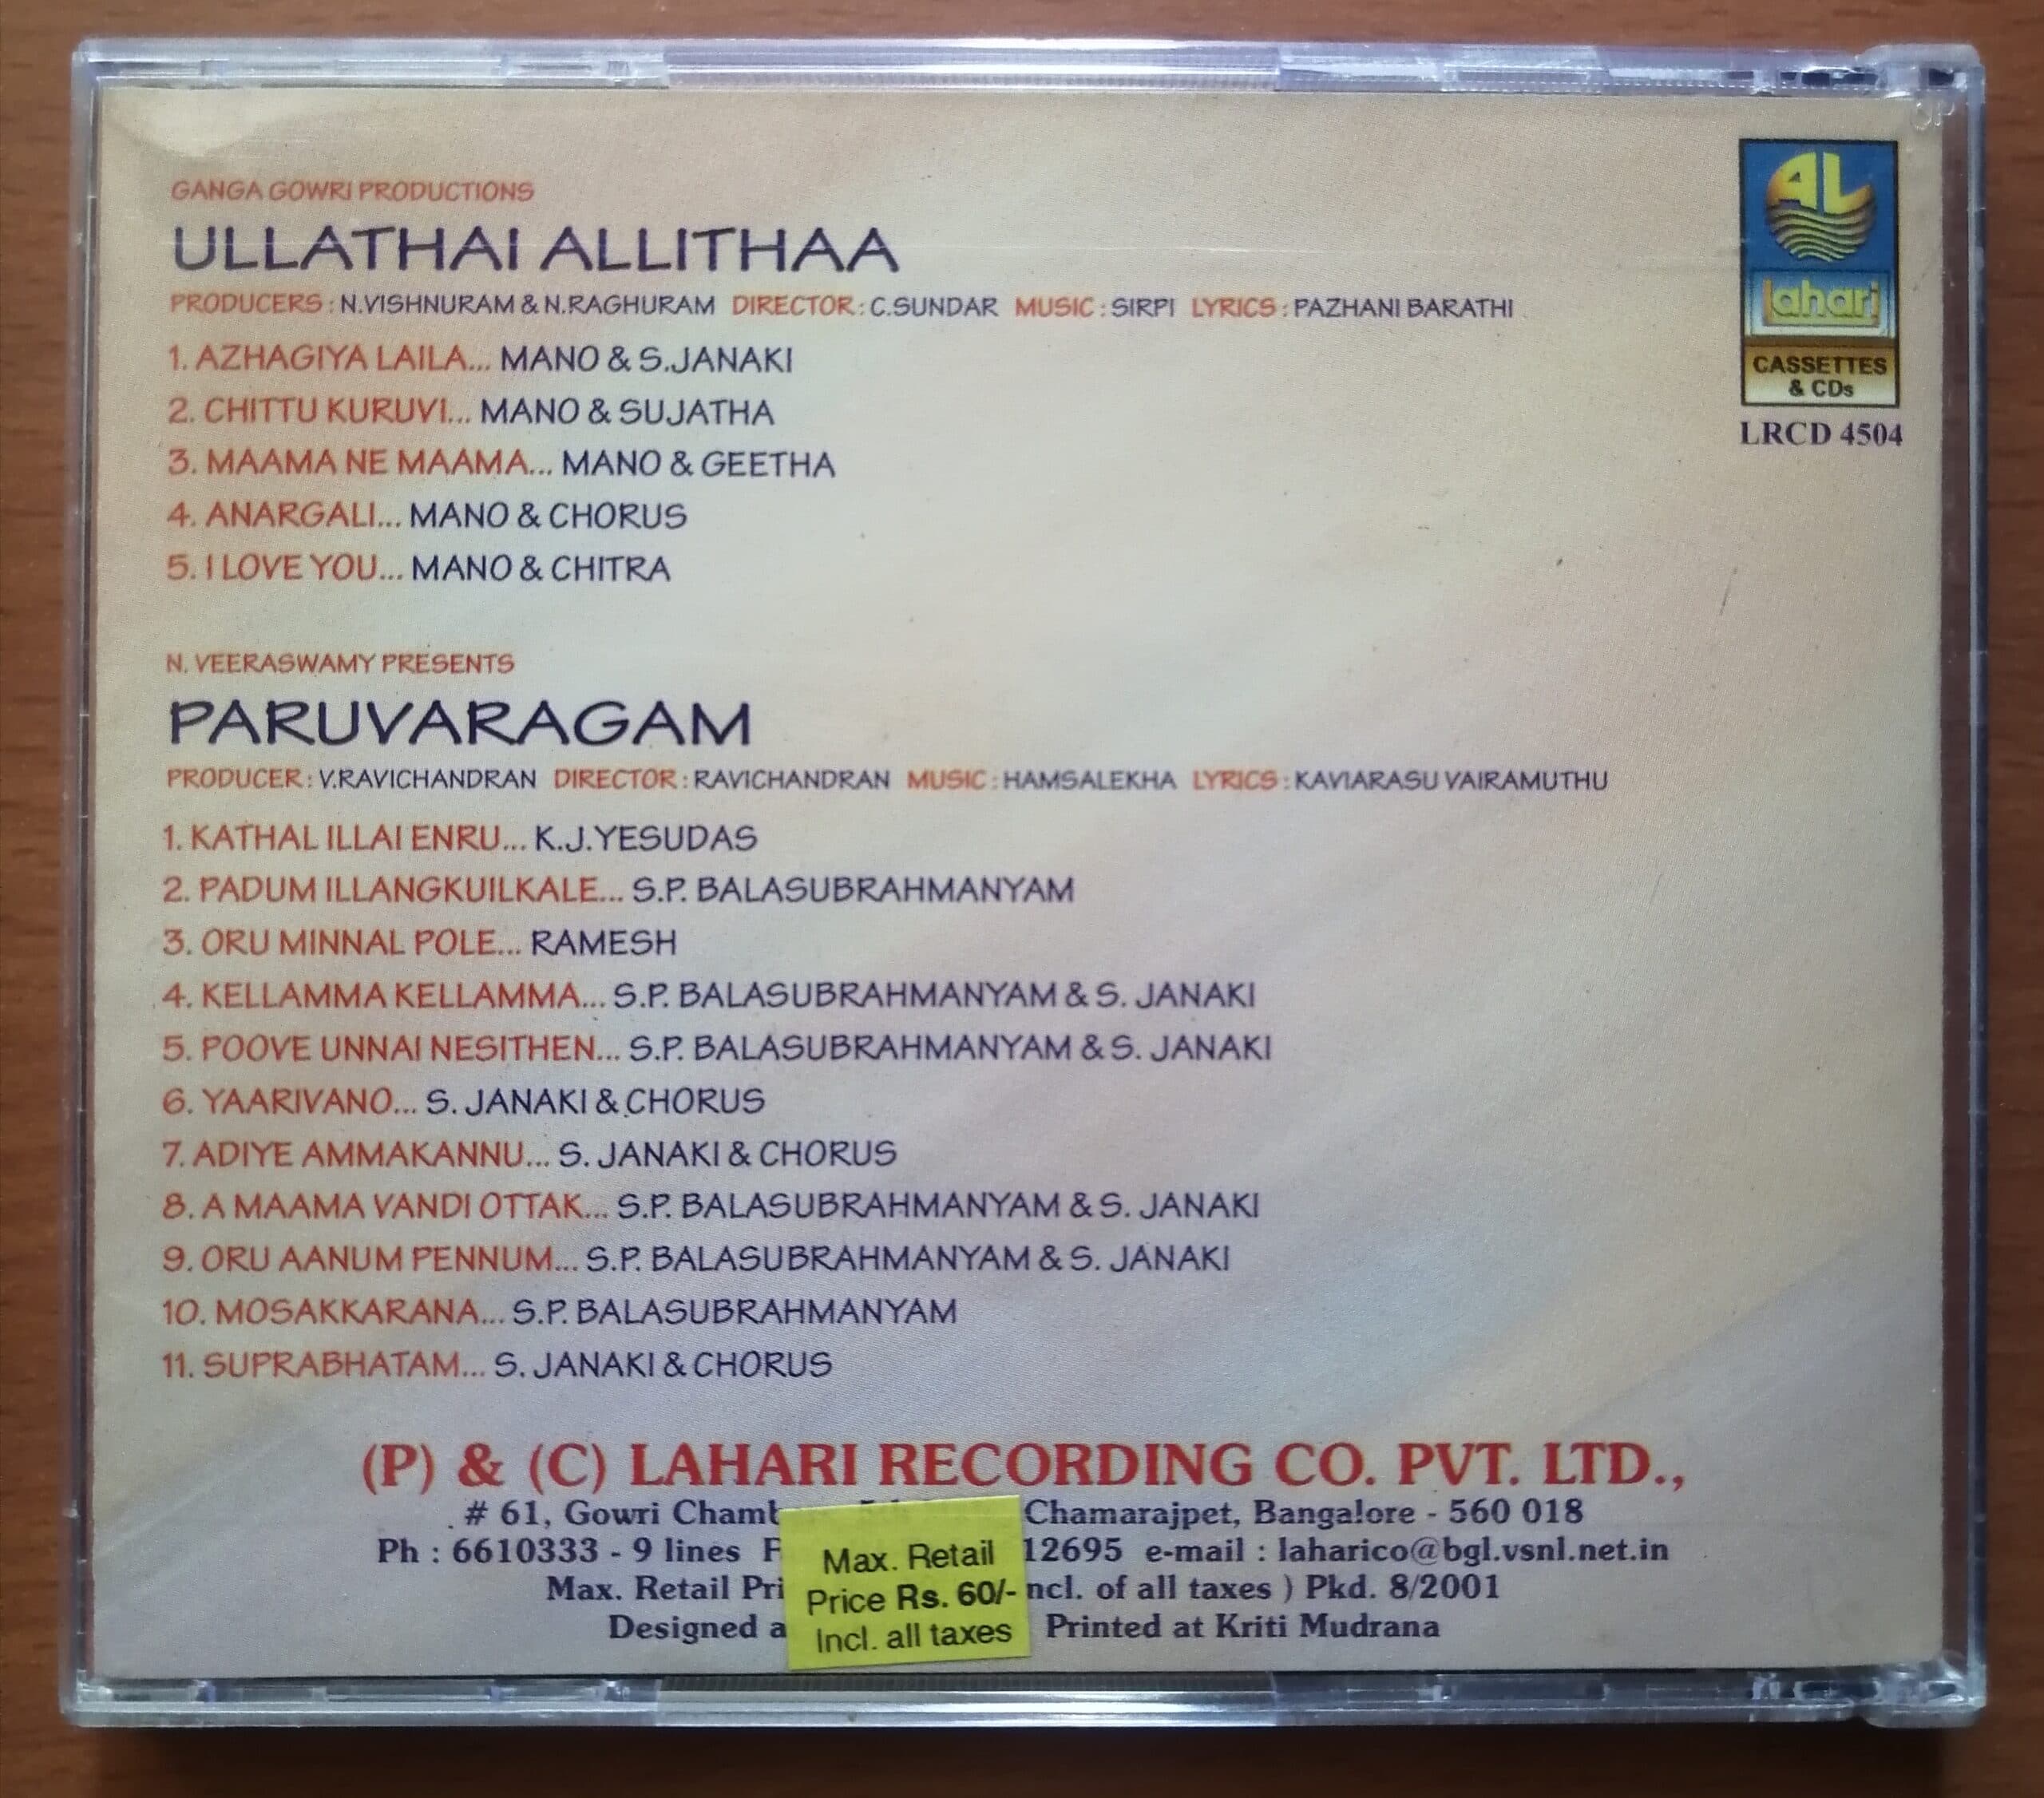 GANGA GOWRI PRODUCTIONS
ULLATHAI ALLITHAA
PRODUCERS : N.VISHNURAM & N.RAGHURAM DIRECTOR : C.SUNDAR MUSIC : SIRPI LYRICS : PAZHANI BARATHI
1. AZHAGIYA LAILA... MANO & S.JANAKI
2. CHITTU KURUVI... MANO & SUJATHA
3. MAAMA NE MAAMA... MANO & GEETHA
4. ANARGALI... MANO & CHORUS
5. I LOVE YOU... MANO & CHITRA
AL
lahari
CASSETTES
& CDs
LRCD 4504
N. VEERASWAMY PRESENTS
PARUVARAGAM
PRODUCER : V.RAVICHANDRAN DIRECTOR : RAVICHANDRAN MUSIC : HAMSALEKHA LYRICS : KAVIARASU VAIRAMUTHU
1. KATHAL ILLAI ENRU... K.J.YESUDAS
2. PADUM ILLANGKUILKALE... S.P. BALASUBRAHMANYAM
3. ORU MINNAL POLE... RAMESH
4. KELLAMMA KELLAMMA... S.P. BALASUBRAHMANYAM & S. JANAKI
5. POOVE UNNAI NESITHEN... S.P. BALASUBRAHMANYAM & S. JANAKI
6. YAARIVANO... S. JANAKI & CHORUS
7. ADIYE AMMAKANNU... S. JANAKI & CHORUS
8. A MAAMA VANDI OTTAK... S.P. BALASUBRAHMANYAM & S. JANAKI
9. ORU AANUM PENNUM... S.P. BALASUBRAHMANYAM & S. JANAKI
10. MOSAKKARANA... S.P. BALASUBRAHMANYAM
11. SUPRABHATAM... S. JANAKI & CHORUS
(P) & (C) LAHARI RECORDING CO. PVT. LTD.,
# 61, Gowri Chamarajpet, Bangalore - 560 018
Ph : 6610333 - 9 lines 12695 e-mail : laharico@bgl.vsnl.net.in
Max. Retail of all taxes ) Pkd. 8/2001
Designed Printed at Kriti Mudrana
Max. Retail
Price Rs. 60/-
Incl. all taxes